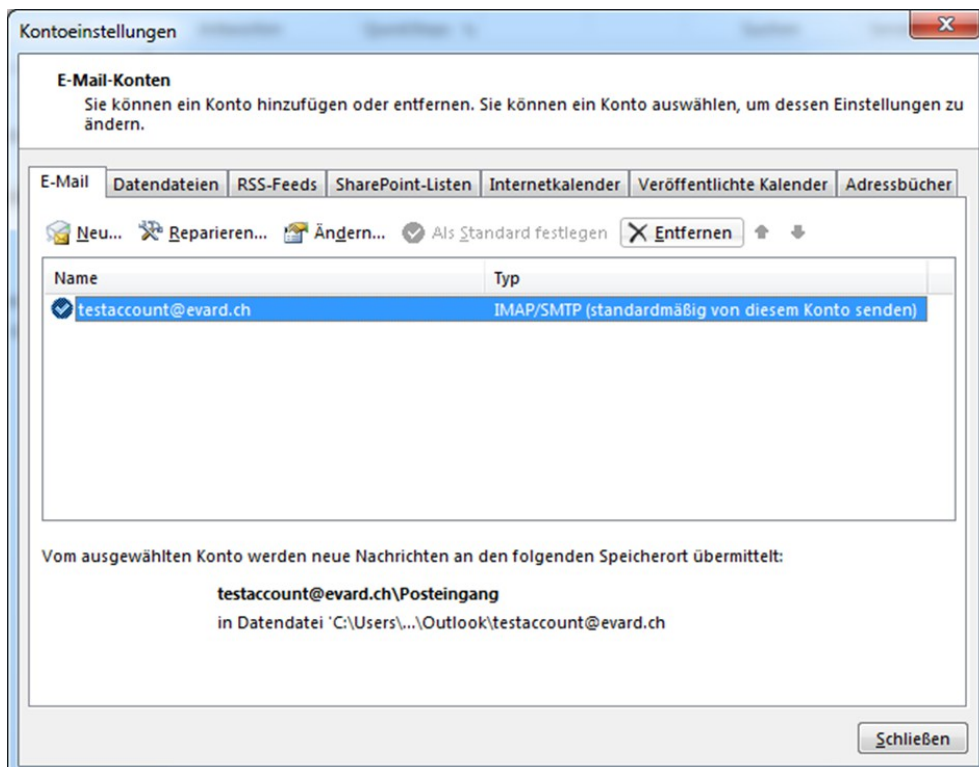 Kontoeinstellungen
E-Mail-Konten
Sie können ein Konto hinzufügen oder entfernen. Sie können ein Konto auswählen, um dessen Einstellungen zu
ändern.
E-Mail Datendateien RSS-Feeds SharePoint-Listen Internetkalender Veröffentlichte Kalender Adressbücher
Neu... Reparieren... Ändern... Als Standard festlegen Entfernen
Name Typ
testaccount@evard.ch IMAP/SMTP (standardmäßig von diesem Konto senden)
Vom ausgewählten Konto werden neue Nachrichten an den folgenden Speicherort übermittelt:
testaccount@evard.ch\Posteingang
in Datendatei 'C:\Users\...\Outlook\testaccount@evard.ch
Schließen